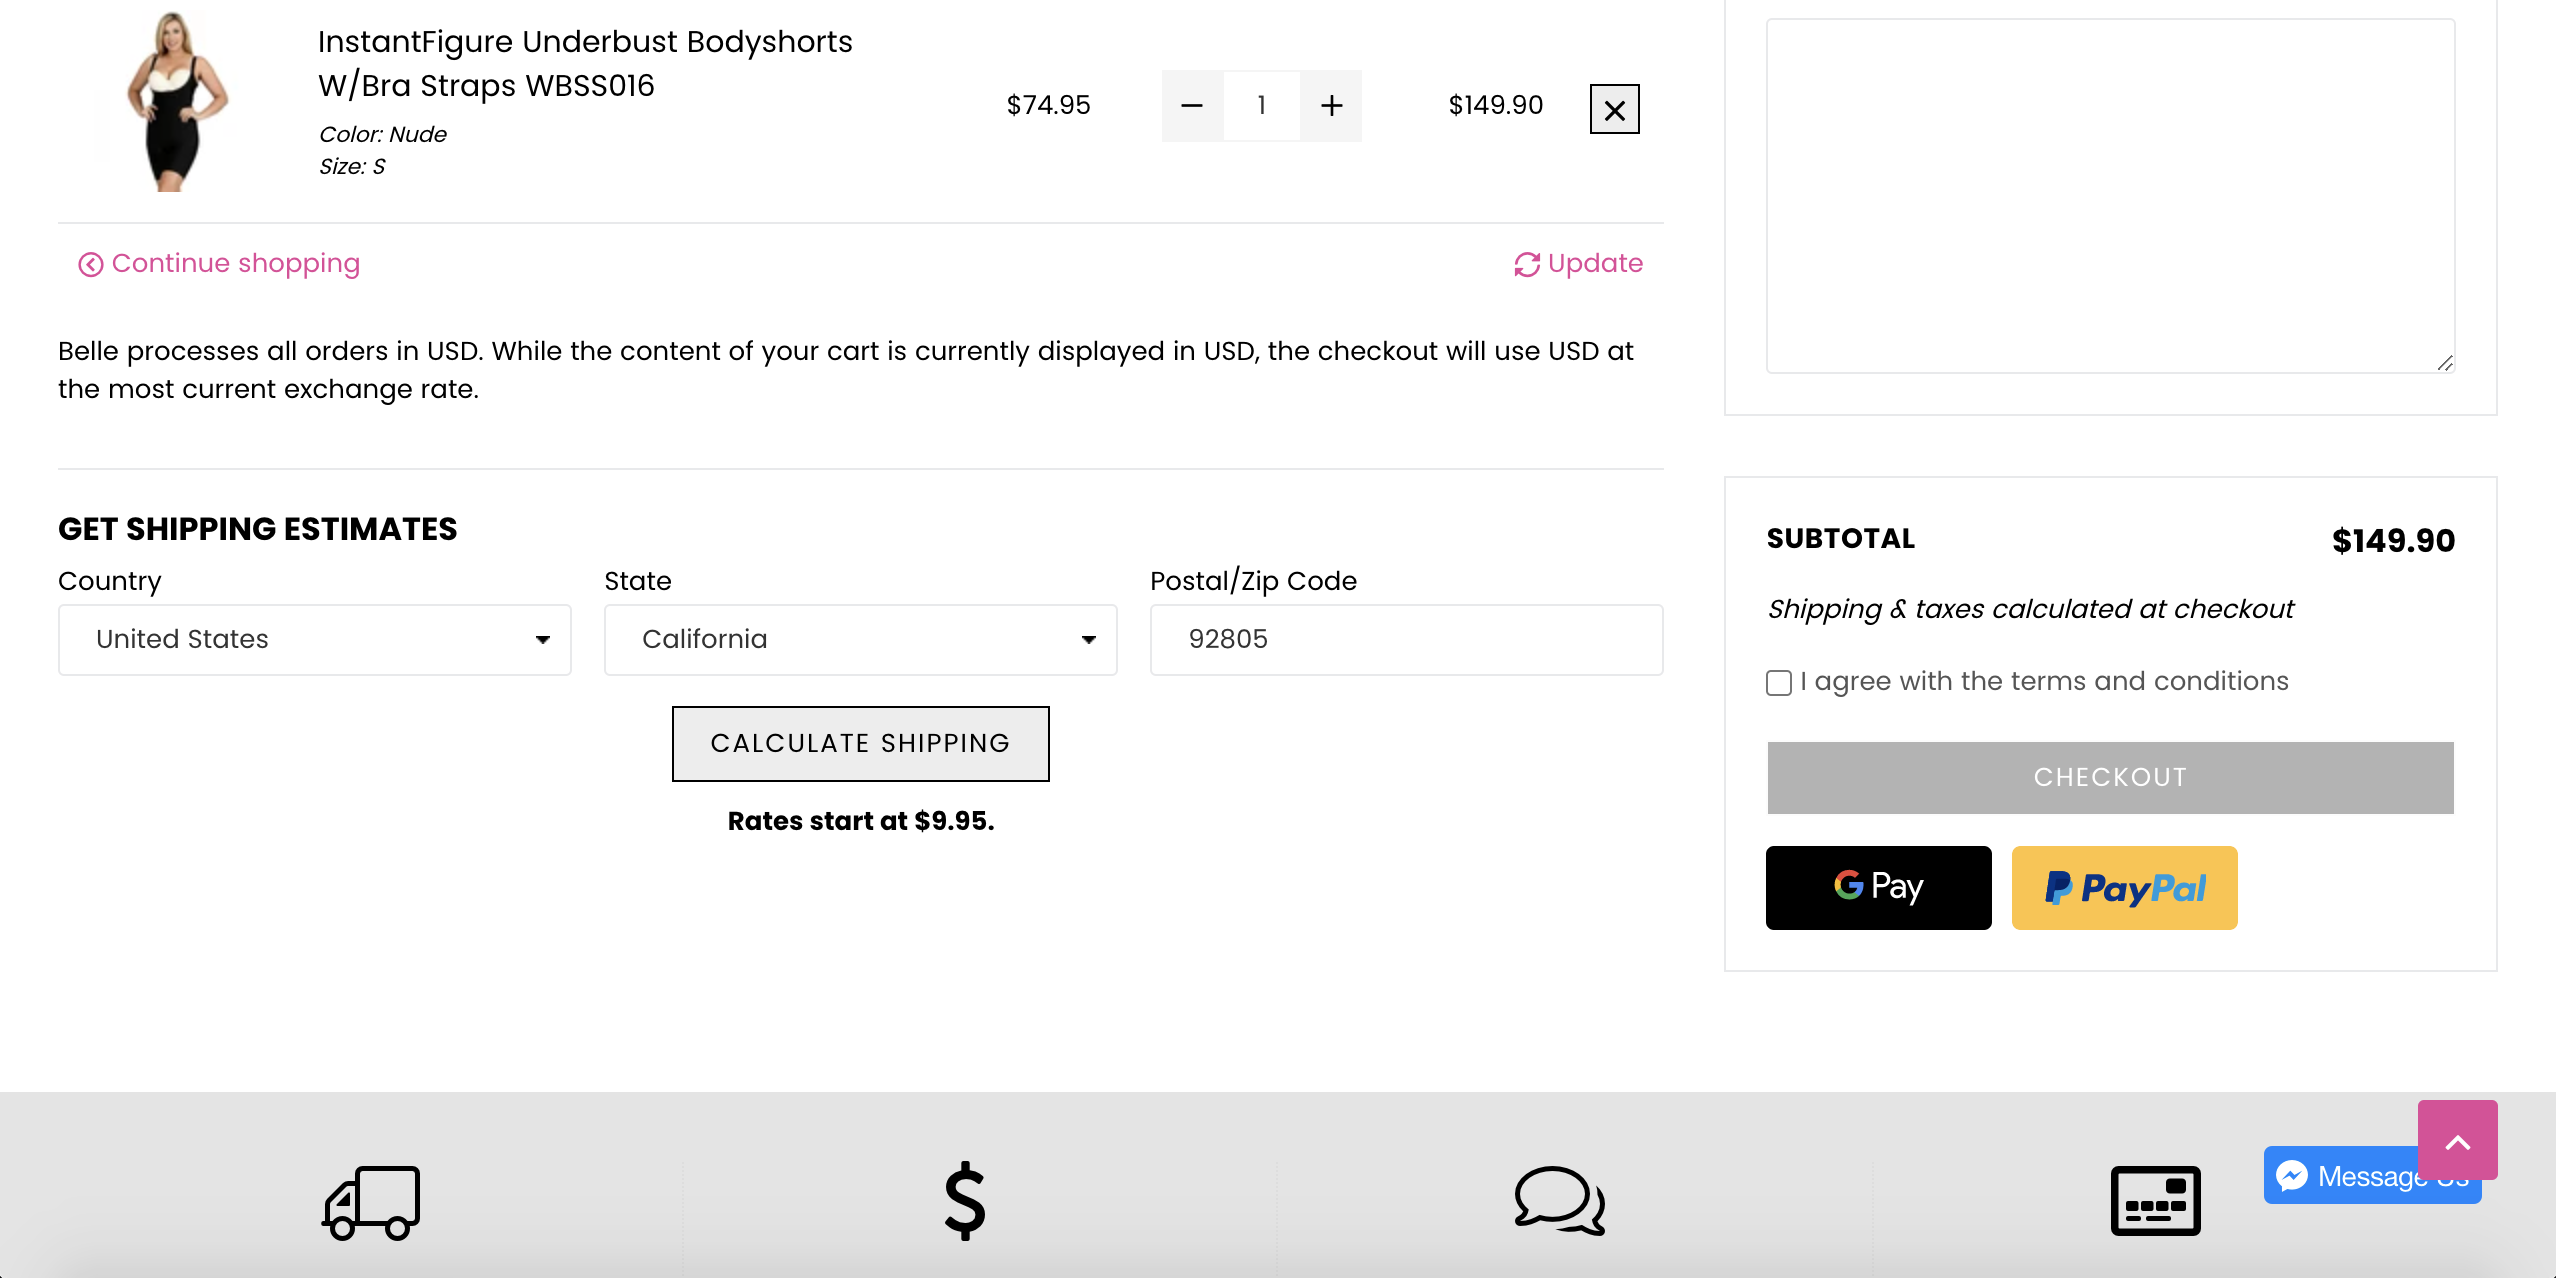 InstantFigure Underbust Bodyshorts
W/Bra Straps WBSS016
Color: Nude
Size: S
$74.95
1
$149.90
Continue shopping
Update
Belle processes all orders in USD. While the content of your cart is currently displayed in USD, the checkout will use USD at
the most current exchange rate.
GET SHIPPING ESTIMATES
Country
State
Postal/Zip Code
United States
California
92805
CALCULATE SHIPPING
Rates start at $9.95.
SUBTOTAL
$149.90
Shipping & taxes calculated at checkout
I agree with the terms and conditions
CHECKOUT
G Pay
PayPal
Message Us